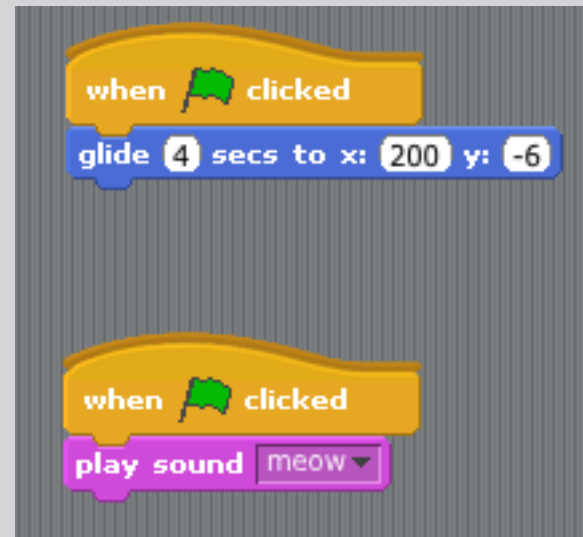 when clicked
glide 4 secs to x: 200 y: -6
when clicked
play sound meow